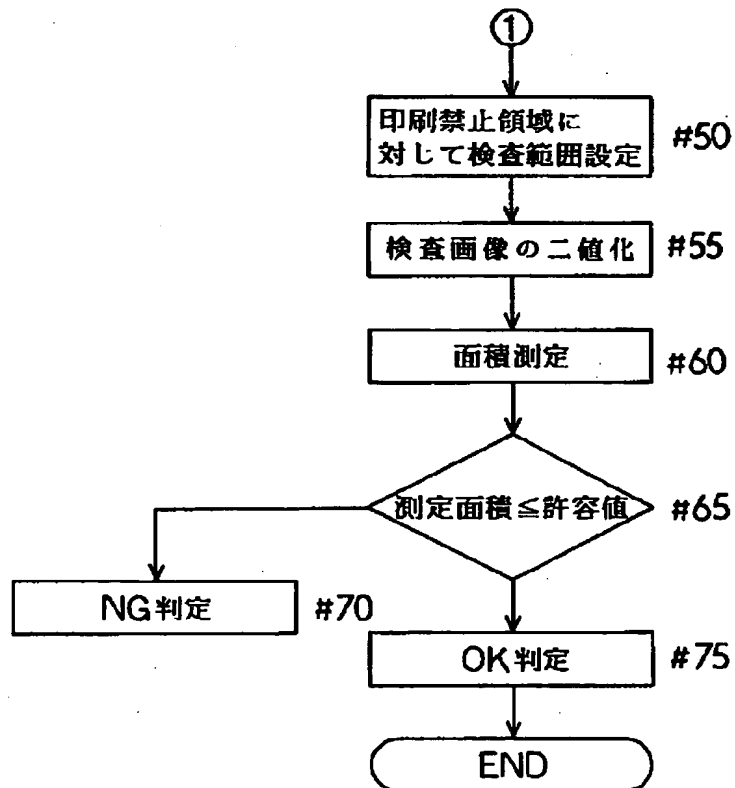 1
印刷禁止領域に
対して検査範囲設定
#50
検査画像の二値化
#55
面積測定
#60
測定面積≦許容値
#65
NG判定
#70
OK判定
#75
END